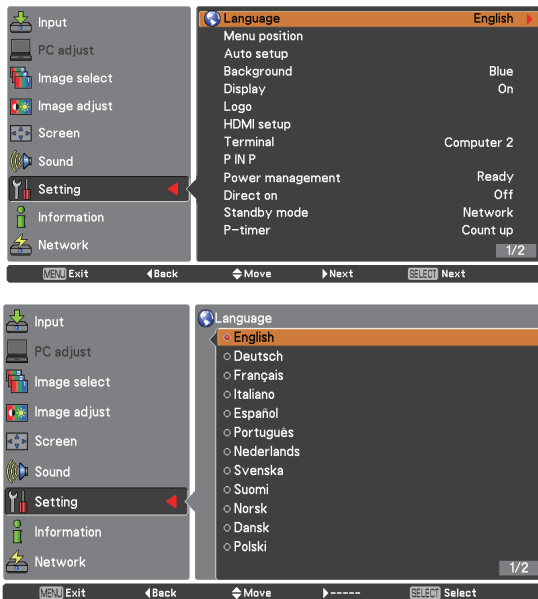 Input
PC adjust
Image select
Image adjust
Screen
Sound
Setting
Information
Network
Language English
Menu position
Auto setup
Background Blue
Display On
Logo
HDMI setup
Terminal Computer 2
P IN P
Power management Ready
Direct on Off
Standby mode Network
P-timer Count up
1/2
MENU Exit Back Move Next SELECT Next
Input
PC adjust
Image select
Image adjust
Screen
Sound
Setting
Information
Network
Language
English
Deutsch
Français
Italiano
Español
Português
Nederlands
Svenska
Suomi
Norsk
Dansk
Polski
1/2
MENU Exit Back Move ----- SELECT Select